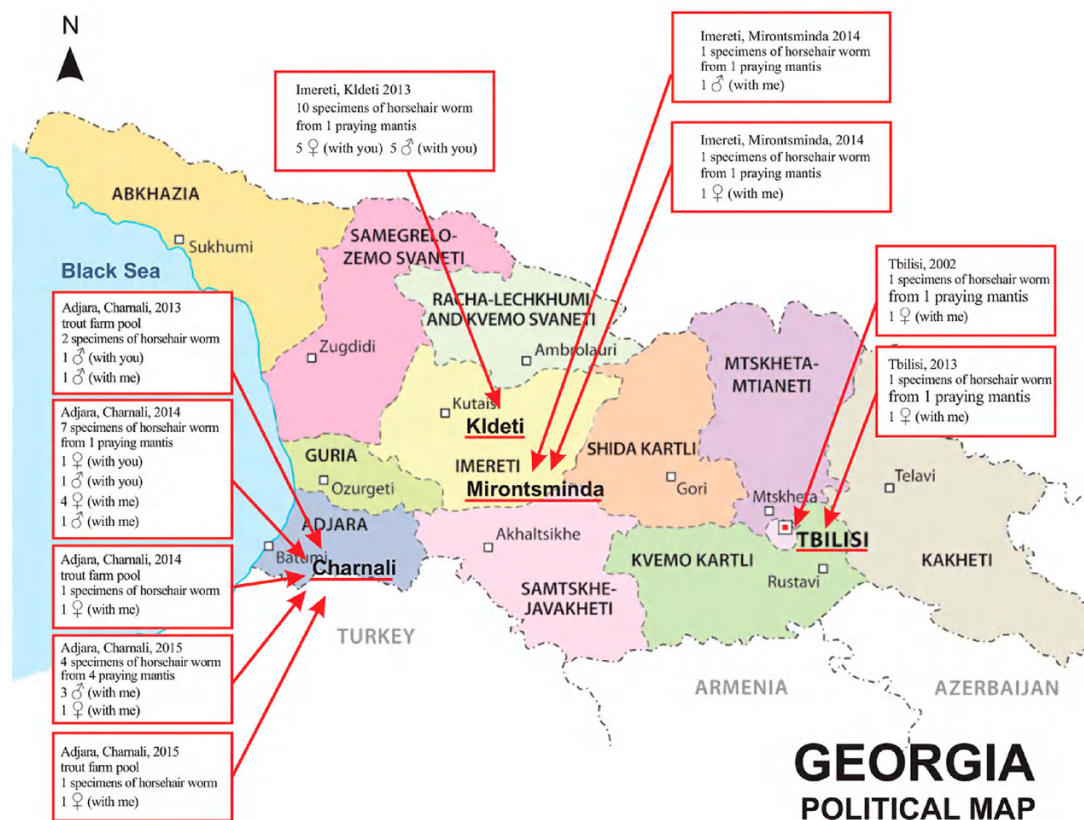 N
Imereti, Mirontsminda 2014
1 specimens of horsehair worm
from 1 praying mantis
1 ♂ (with me)
Imereti, Kldeti 2013
10 specimens of horsehair worm
from 1 praying mantis
5 ♀ (with you) 5 ♂ (with you)
Imereti, Mirontsminda, 2014
1 specimens of horsehair worm
from 1 praying mantis
1 ♀ (with me)
ABKHAZIA
Sukhumi
SAMEGRELO-
ZEMO SVANETI
Black Sea
Tbilisi, 2002
1 specimens of horsehair worm
from 1 praying mantis
1 ♀ (with me)
Adjara, Charnali, 2013
trout farm pool
2 specimens of horsehair worm
1 ♂ (with you)
1 ♂ (with me)
RACHA-LECHKHUMI
AND KVEMO SVANETI
Zugdidi
Ambrolauri
MTSKHETA-
MTIANETI
Tbilisi, 2013
1 specimens of horsehair worm
from 1 praying mantis
1 ♀ (with me)
Adjara, Charnali, 2014
7 specimens of horsehair worm
from 1 praying mantis
1 ♀ (with you)
1 ♂ (with you)
4 ♀ (with me)
1 ♂ (with me)
Kutaisi
Kldeti
GURIA
Ozurgeti
IMERETI
Mirontsminda
SHIDA KARTLI
Gori
Mtskheta
Telavi
ADJARA
Batumi
Charnali
Akhaltsikhe
TBILISI
KVEMO KARTLI
Rustavi
KAKHETI
SAMTSKHE-
JAVAKHETI
Adjara, Charnali, 2014
trout farm pool
1 specimens of horsehair worm
1 ♀ (with me)
TURKEY
Adjara, Charnali, 2015
4 specimens of horsehair worm
from 4 praying mantis
3 ♂ (with me)
1 ♀ (with me)
ARMENIA
AZERBAIJAN
Adjara, Charnali, 2015
trout farm pool
1 specimens of horsehair worm
1 ♀ (with me)
GEORGIA
POLITICAL MAP